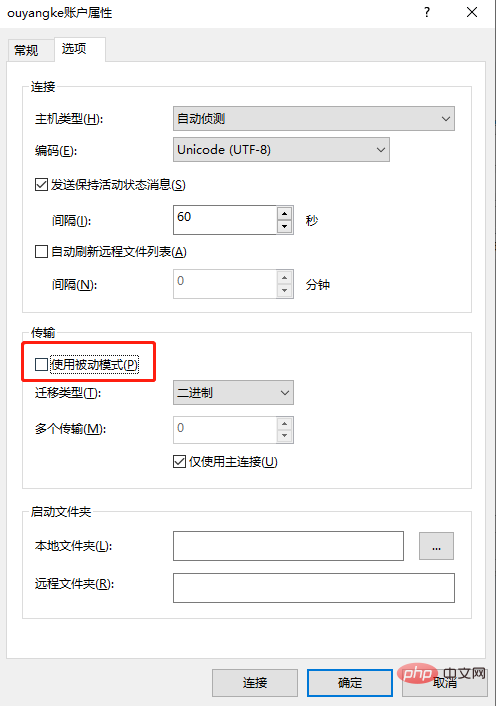 ouyangke账户属性
常规 选项
连接
主机类型(H): 自动侦测
编码(E): Unicode (UTF-8)
发送保持活动状态消息(S)
间隔(I): 60 秒
自动刷新远程文件列表(A)
间隔(N): 0 分钟
传输
使用被动模式(P)
迁移类型(T): 二进制
多个传输(M): 0
仅使用主连接(U)
启动文件夹
本地文件夹(L): ...
远程文件夹(R):
连接 确定 取消
php 中文网